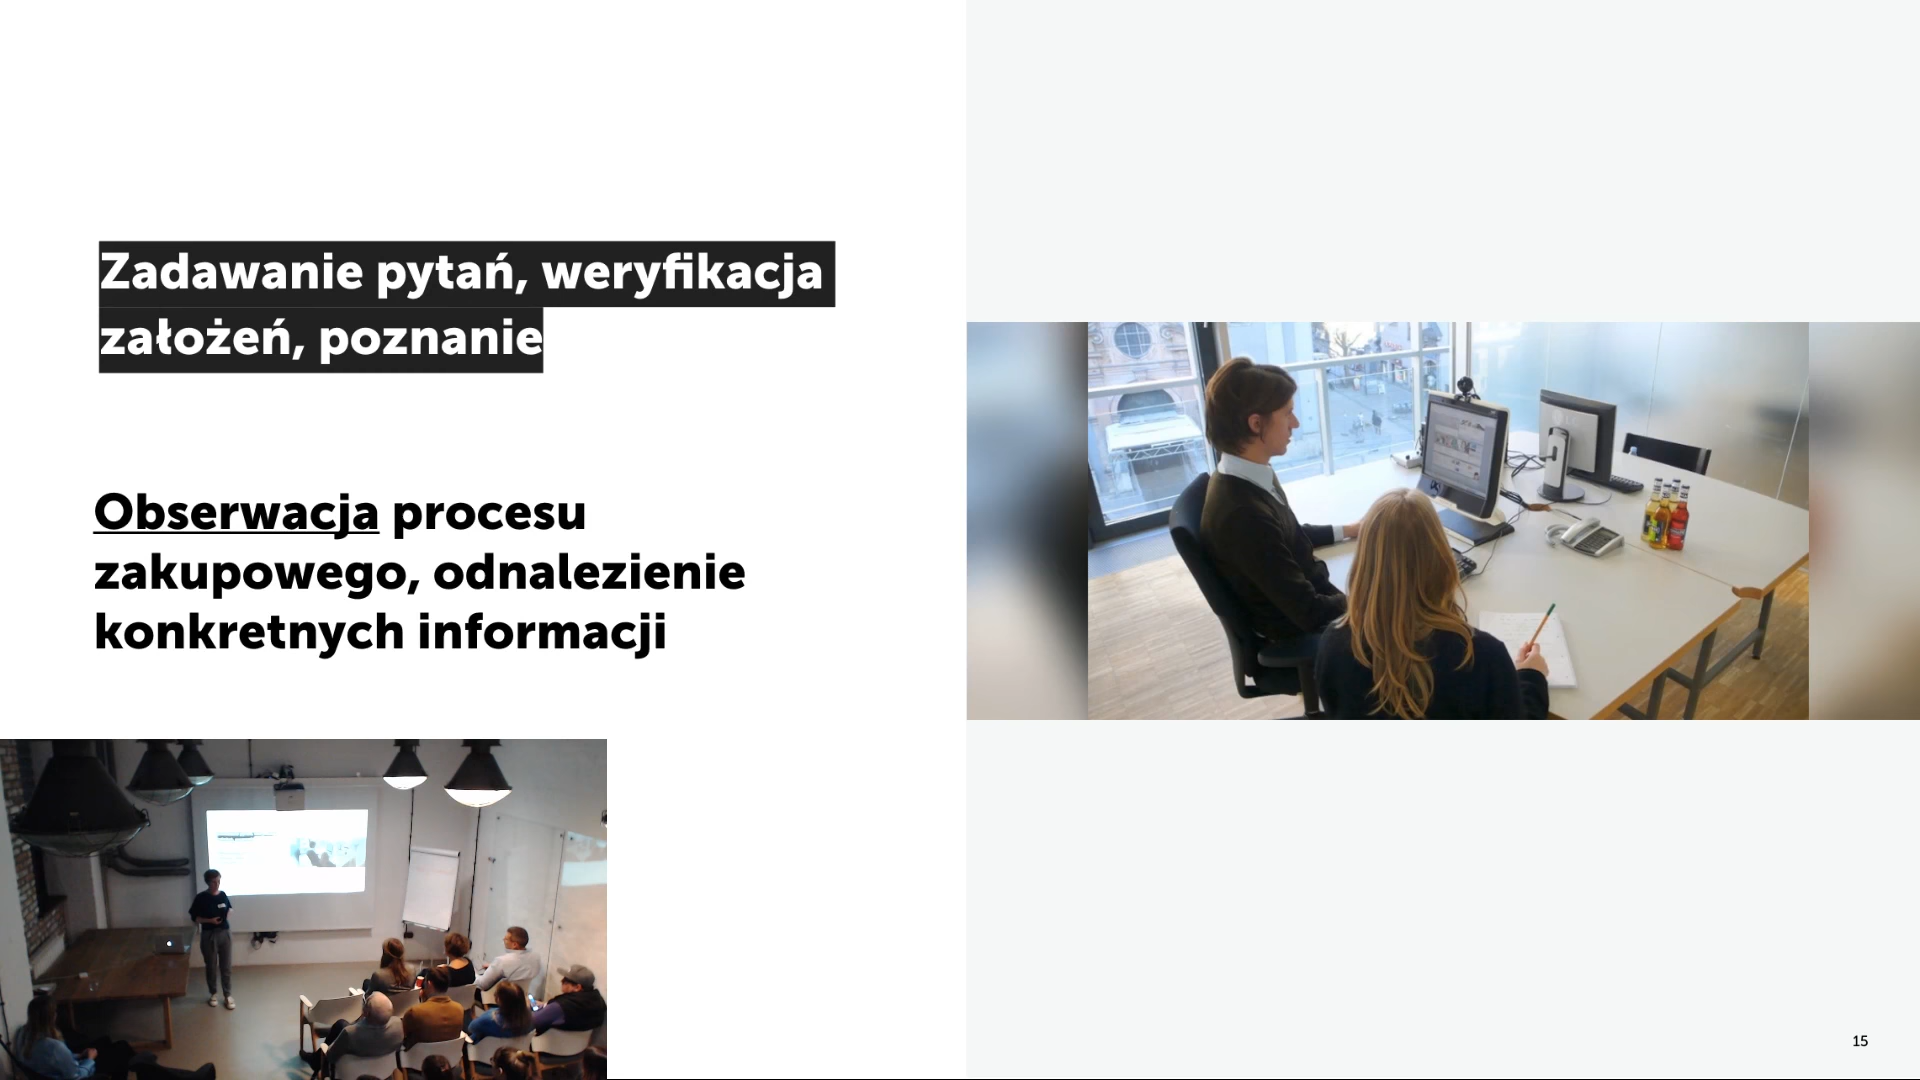 Zadawanie pytań, weryfikacja
założeń, poznanie
Obserwacja procesu
zakupowego, odnalezienie
konkretnych informacji
15